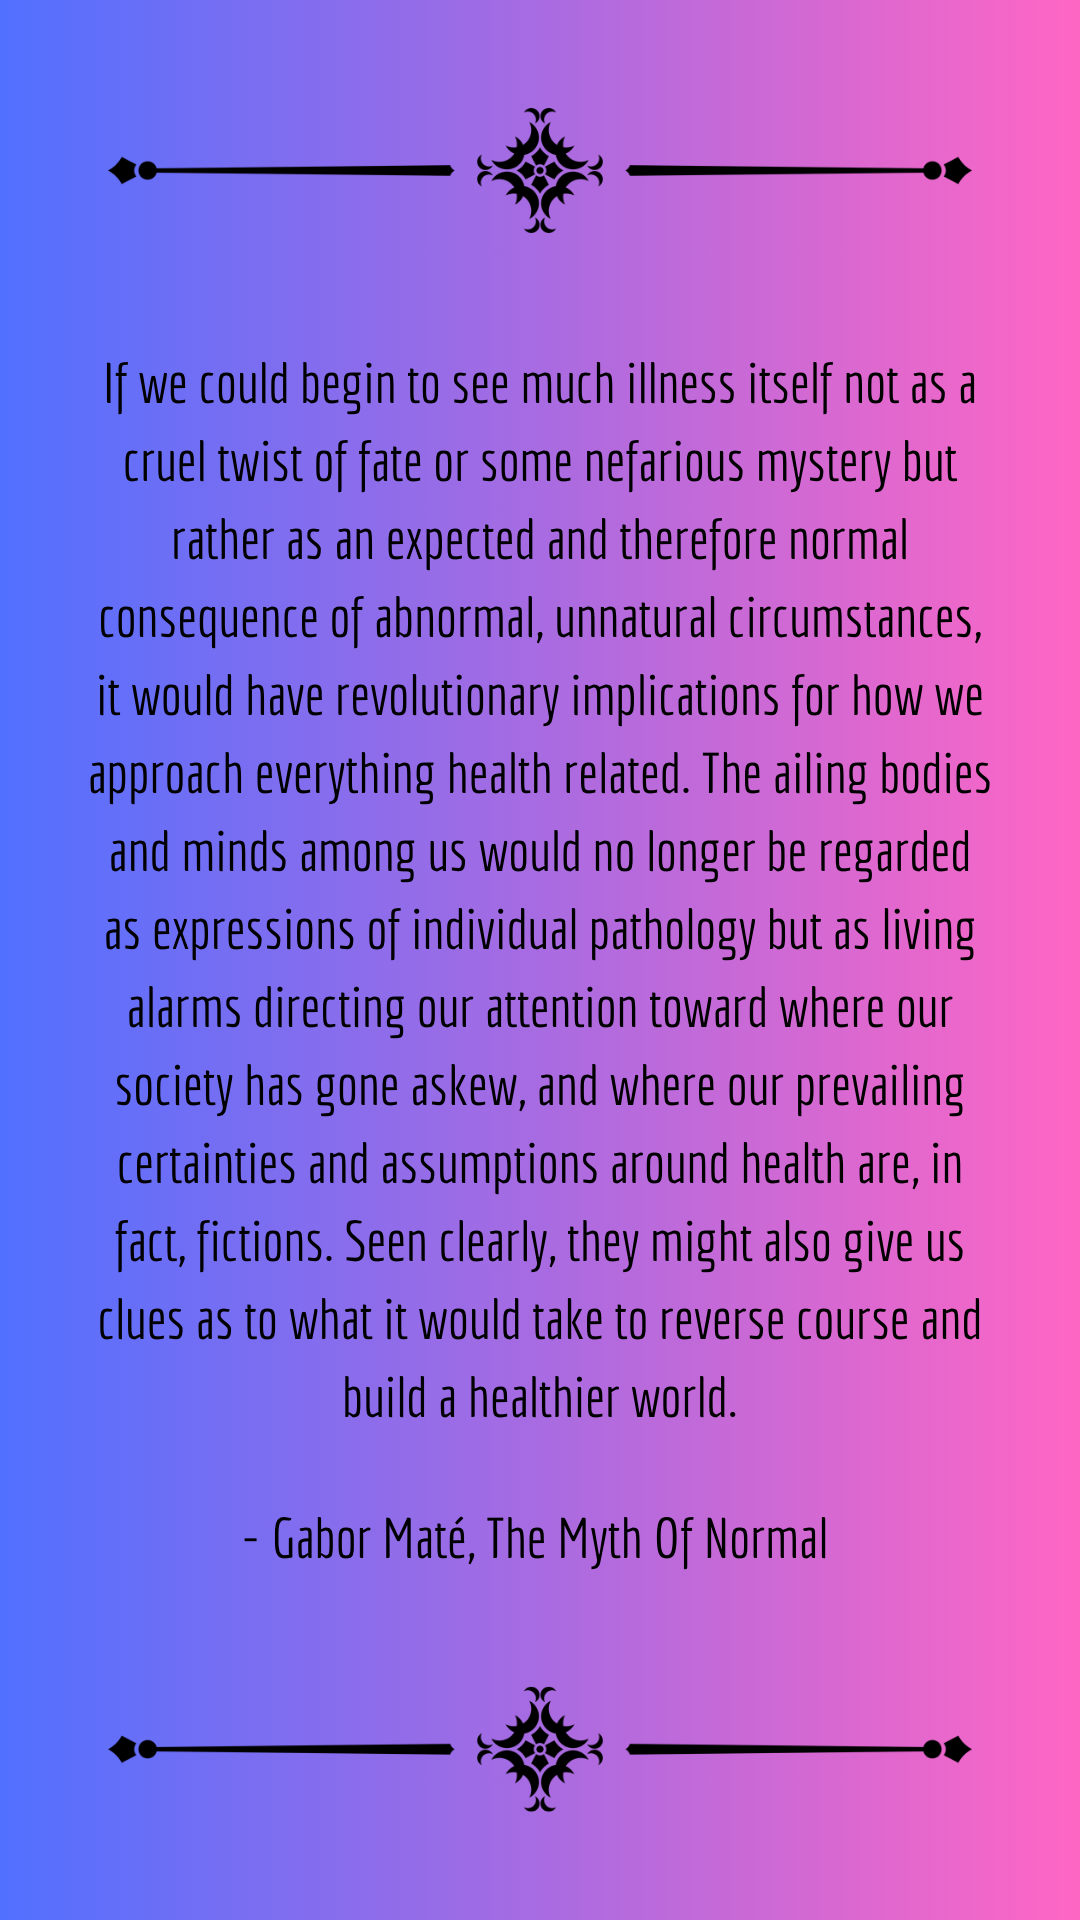 If we could begin to see much illness itself not as a
cruel twist of fate or some nefarious mystery but
rather as an expected and therefore normal
consequence of abnormal, unnatural circumstances,
it would have revolutionary implications for how we
approach everything health related. The ailing bodies
and minds among us would no longer be regarded
as expressions of individual pathology but as living
alarms directing our attention toward where our
society has gone askew, and where our prevailing
certainties and assumptions around health are, in
fact, fictions. Seen clearly, they might also give us
clues as to what it would take to reverse course and
build a healthier world.
- Gabor Maté, The Myth Of Normal